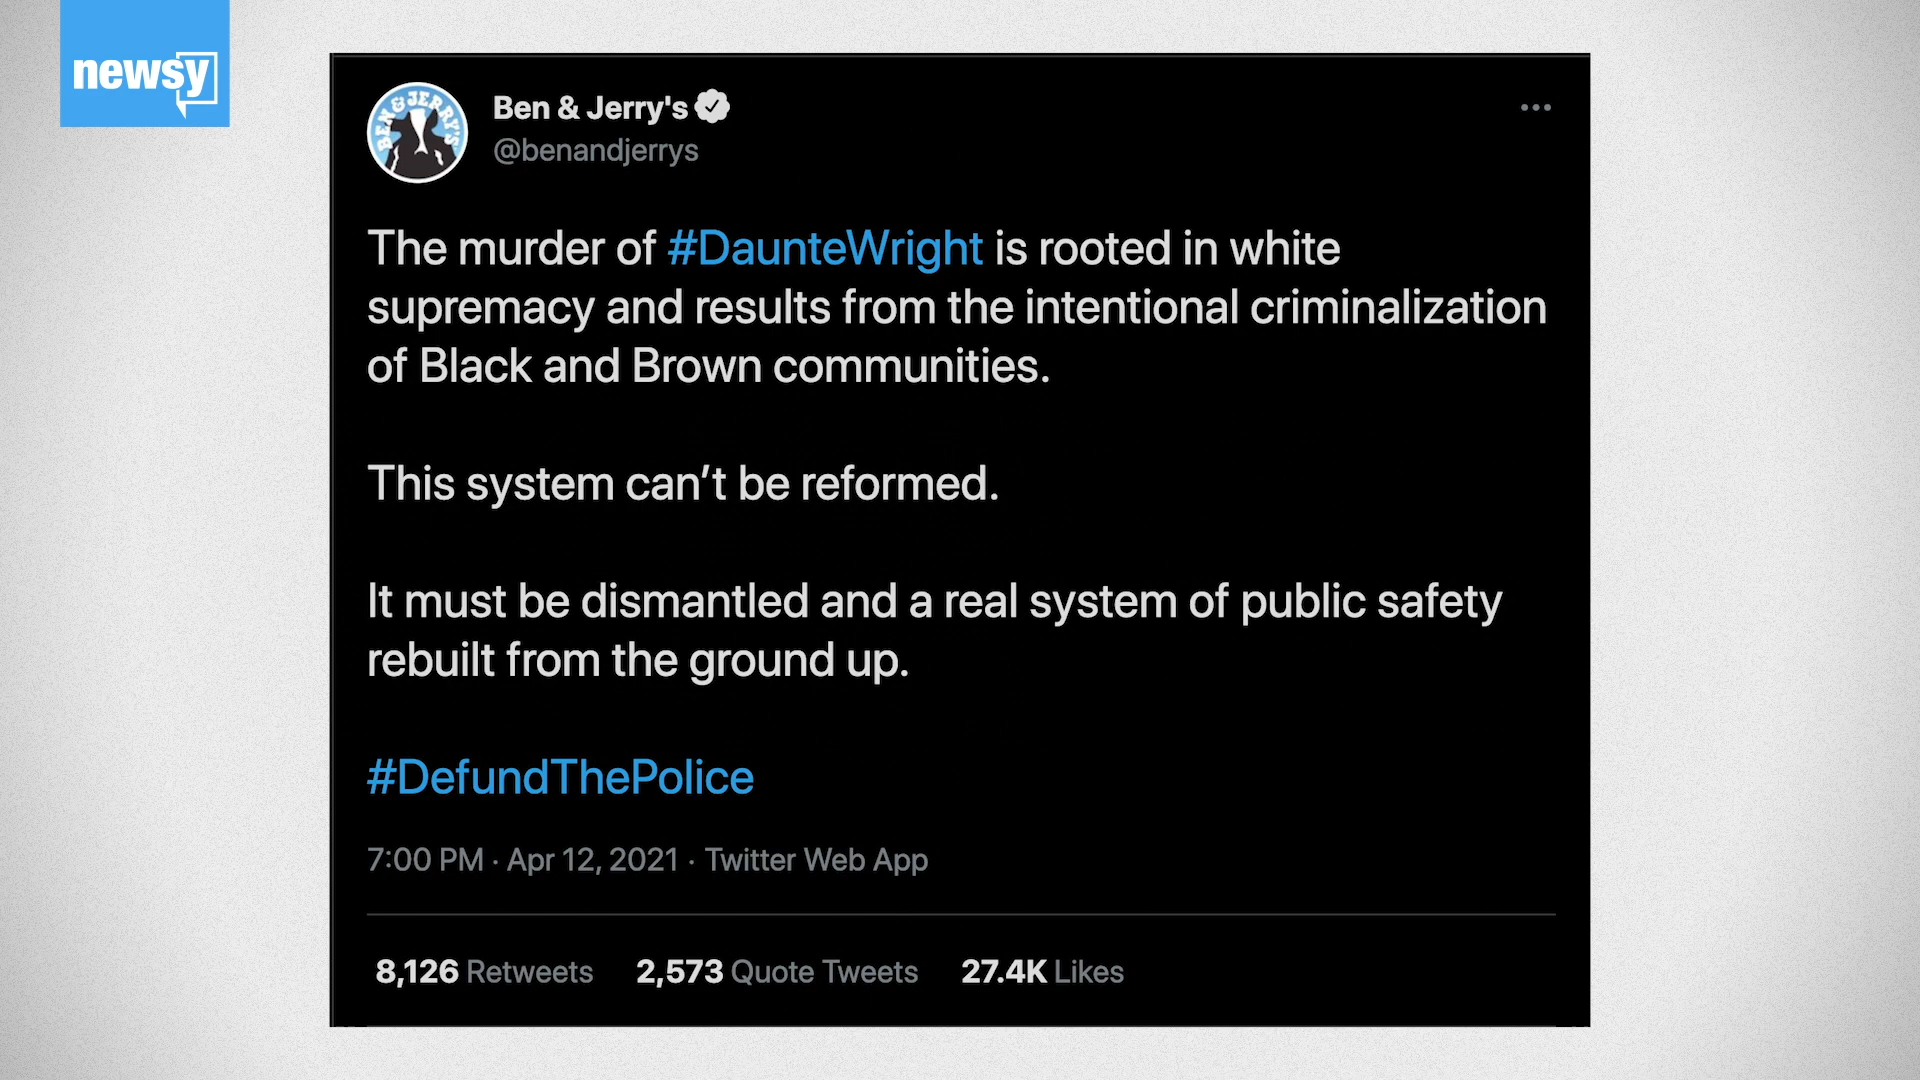 newsy
BEN & JERRY'S
Ben & Jerry's
@benandjerrys
The murder of #DaunteWright is rooted in white
supremacy and results from the intentional criminalization
of Black and Brown communities.
This system can’t be reformed.
It must be dismantled and a real system of public safety
rebuilt from the ground up.
#DefundThePolice
7:00 PM · Apr 12, 2021 · Twitter Web App
8,126 Retweets 2,573 Quote Tweets 27.4K Likes